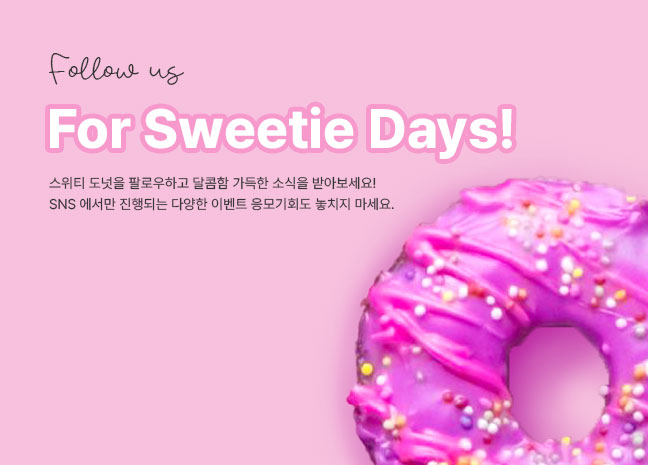 Follow us
For Sweetie Days!
스위티 도넛을 팔로우하고 달콤함 가득한 소식을 받아보세요!
SNS 에서만 진행되는 다양한 이벤트 응모기회도 놓치지 마세요.